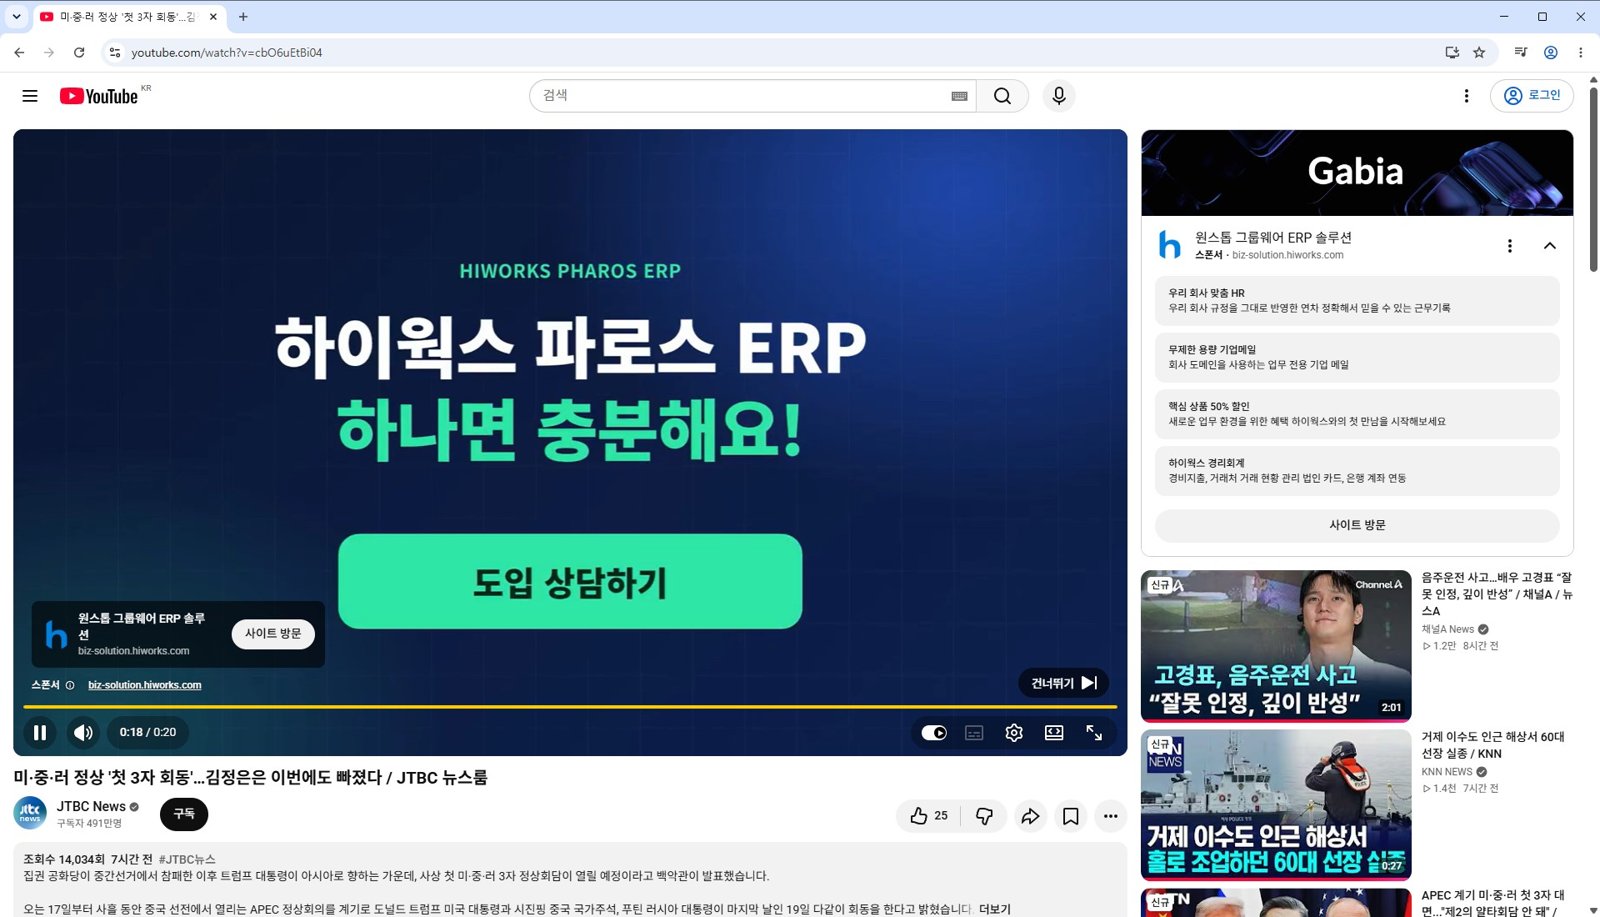 미·중·러 정상 '첫 3자 회동'...김
youtube.com/watch?v=cbO6uEtBi04
YouTube KR
검색
로그인
HIWORKS PHAROS ERP
하이웍스 파로스 ERP
하나면 충분해요!
도입 상담하기
원스톱 그룹웨어 ERP 솔루
션
biz-solution.hiworks.com
사이트 방문
스폰서
biz-solution.hiworks.com
건너뛰기
0:18 / 0:20
미·중·러 정상 '첫 3자 회동'...김정은은 이번에도 빠졌다 / JTBC 뉴스룸
jtbc
news
JTBC News
구독자 491만명
구독
25
조회수 14,034회 7시간 전 #JTBC뉴스
집권 공화당이 중간선거에서 참패한 이후 트럼프 대통령이 아시아로 향하는 가운데, 사상 첫 미·중·러 3자 정상회담이 열릴 예정이라고 백악관이 발표했습니다.
오는 17일부터 사흘 동안 중국 선전에서 열리는 APEC 정상회의를 계기로 도널드 트럼프 미국 대통령과 시진핑 중국 국가주석, 푸틴 러시아 대통령이 마지막 날인 19일 다같이 회동을 한다고 밝혔습니다. 더보기
Gabia
원스톱 그룹웨어 ERP 솔루션
스폰서 · biz-solution.hiworks.com
우리 회사 맞춤 HR
우리 회사 규정을 그대로 반영한 연차 정확해서 믿을 수 있는 근무기록
무제한 용량 기업메일
회사 도메인을 사용하는 업무 전용 기업 메일
핵심 상품 50% 할인
새로운 업무 환경을 위한 혜택 하이웍스와의 첫 만남을 시작해보세요
하이웍스 경리회계
경비지출, 거래처 거래 현황 관리 법인 카드, 은행 계좌 연동
사이트 방문
신규
Channel A
고경표, 음주운전 사고
“잘못 인정, 깊이 반성”
2:01
음주운전 사고…배우 고경표 “잘
못 인정, 깊이 반성” / 채널A / 뉴
스A
채널A News
1.2만 8시간 전
신규
KNN
NEWS
거제 이수도 인근 해상서
홀로 조업하던 60대 선장 실종
0:27
거제 이수도 인근 해상서 60대
선장 실종 / KNN
KNN NEWS
1.4천 7시간 전
신규
APEC 계기 미·중·러 첫 3자 대
면..."제2의 얄타회담 안 돼" /